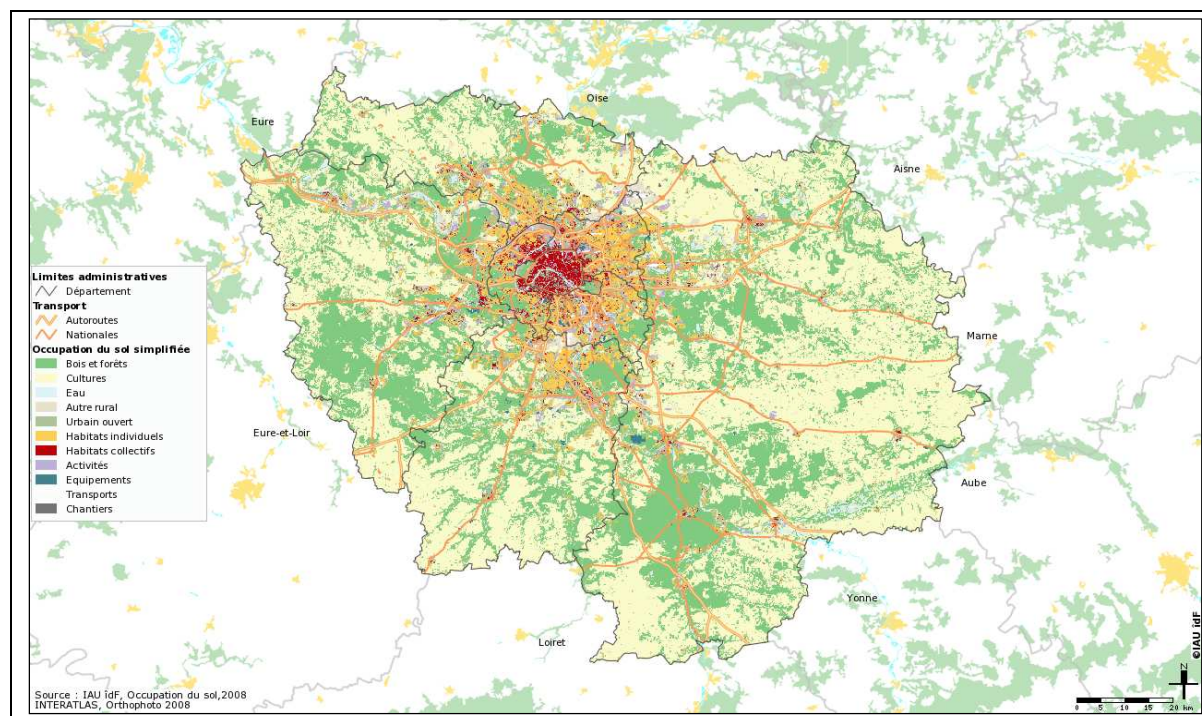 Oise
Eure
Aisne
Limites administratives
Département
Transport
Autoroutes
Nationales
Occupation du sol simplifiée
Bois et forêts
Cultures
Eau
Autre rural
Urbain ouvert
Habitats individuels
Habitats collectifs
Activités
Equipements
Transports
Chantiers
Marne
Eure-et-Loir
Aube
Yonne
Loiret
©IAU îdF
N
Source : IAU îdF, Occupation du sol,2008
INTERATLAS, Orthophoto 2008
0 5 10 15 20 km